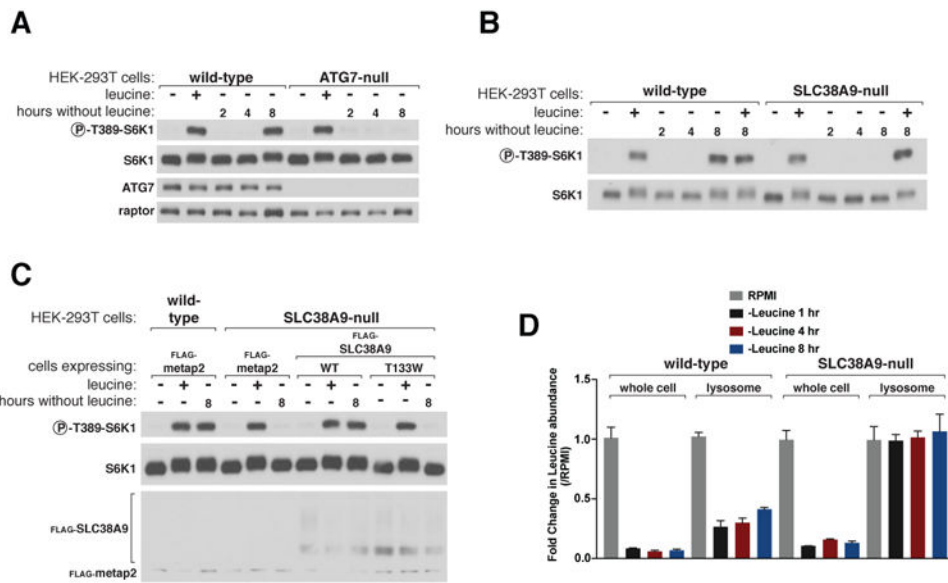 A
HEK-293T cells: wild-type ATG7-null
leucine: - + - - - - + - - -
hours without leucine: 2 4 8 2 4 8
Ⓟ-T389-S6K1
S6K1
ATG7
raptor
B
HEK-293T cells: wild-type SLC38A9-null
leucine: - + - - - + - + - - - +
hours without leucine: 2 4 8 8 2 4 8 8
Ⓟ-T389-S6K1
S6K1
C
wild-
type
HEK-293T cells: SLC38A9-null
FLAG-
SLC38A9
cells expressing: FLAG-metap2 FLAG-metap2 WT T133W
leucine: - + - - + - - + - - + -
hours without leucine: 8 8 8 8
Ⓟ-T389-S6K1
S6K1
FLAG-SLC38A9
FLAG-metap2
D
RPMI
-Leucine 1 hr
-Leucine 4 hr
-Leucine 8 hr
wild-type SLC38A9-null
whole cell lysosome whole cell lysosome
Fold Change in Leucine abundance
(/RPMI)
1.5
1.0
0.5
0.0